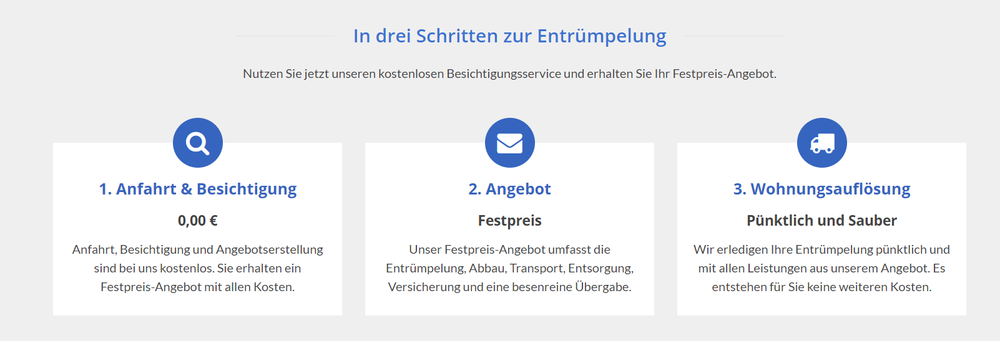 In drei Schritten zur Entrümpelung
Nutzen Sie jetzt unseren kostenlosen Besichtigungsservice und erhalten Sie Ihr Festpreis-Angebot.
1. Anfahrt & Besichtigung
0,00 €
Anfahrt, Besichtigung und Angebotserstellung
sind bei uns kostenlos. Sie erhalten ein
Festpreis-Angebot mit allen Kosten.
2. Angebot
Festpreis
Unser Festpreis-Angebot umfasst die
Entrümpelung, Abbau, Transport, Entsorgung,
Versicherung und eine besenreine Übergabe.
3. Wohnungsauflösung
Pünktlich und Sauber
Wir erledigen Ihre Entrümpelung pünktlich und
mit allen Leistungen aus unserem Angebot. Es
entstehen für Sie keine weiteren Kosten.